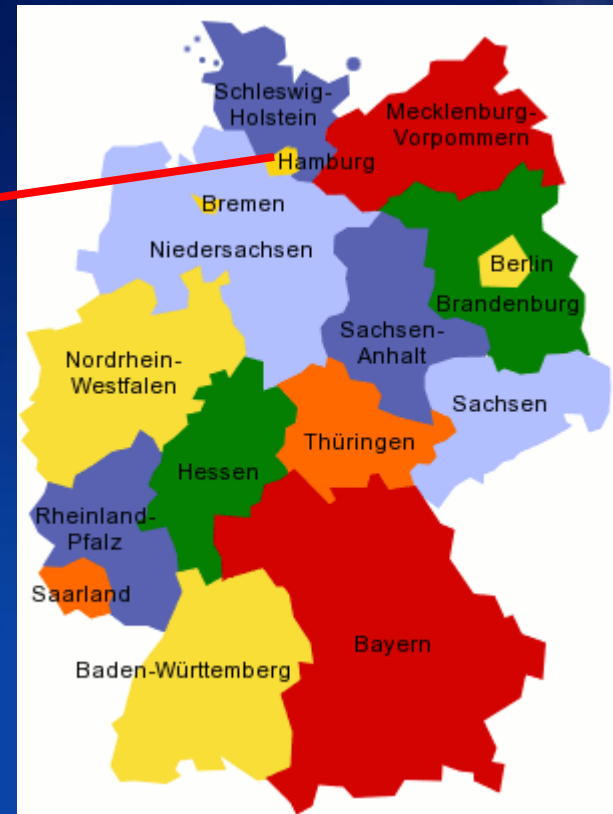 Schleswig-
Holstein
Mecklenburg-
Vorpommern
Hamburg
Bremen
Niedersachsen
Berlin
Brandenburg
Sachsen-
Anhalt
Nordrhein-
Westfalen
Sachsen
Thüringen
Hessen
Rheinland-
Pfalz
Saarland
Bayern
Baden-Württemberg